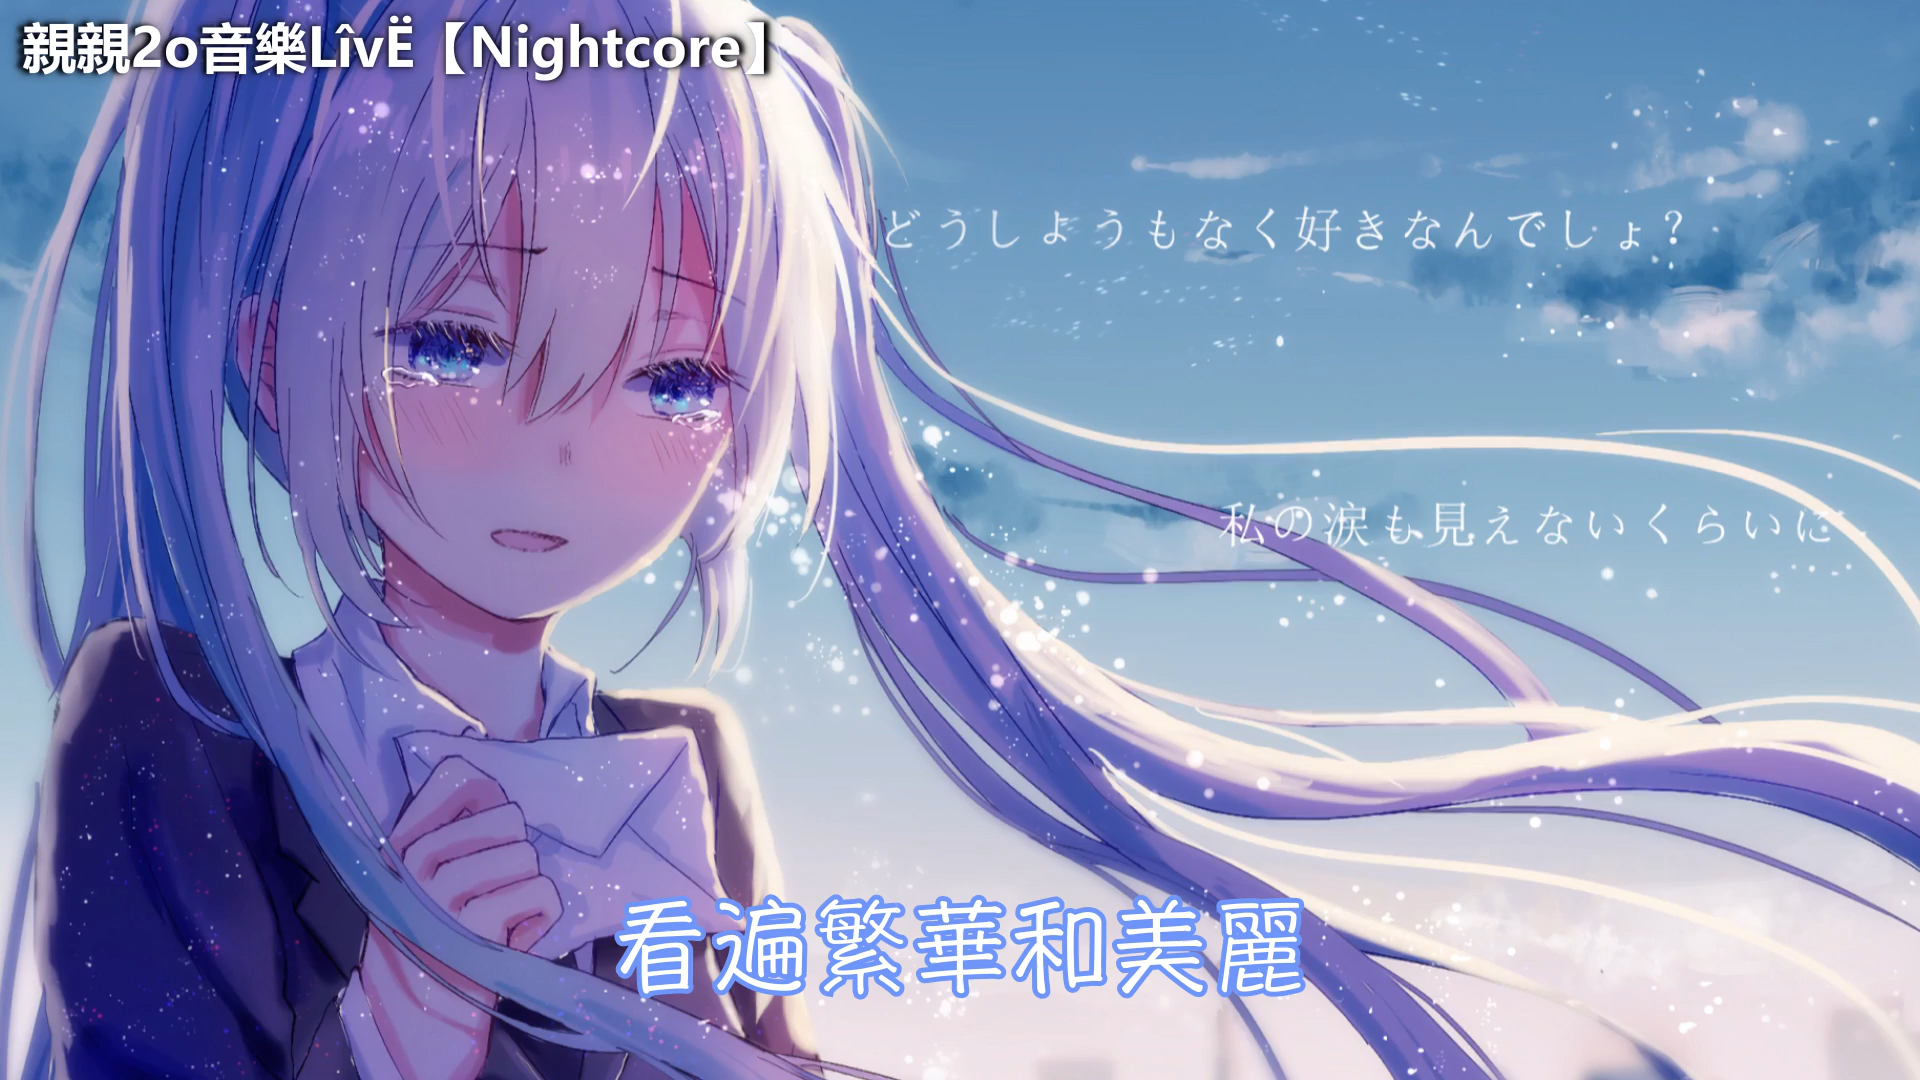 親親2o音樂LîvË【Nightcore】
どうしようもなく好きなんでしょ？
私の涙も見えないくらいに
看遍繁華和美麗